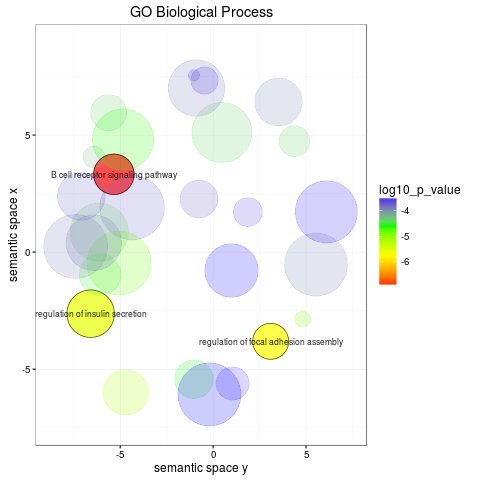 GO Biological Process
semantic space x
5
0
-5
B cell receptor signaling pathway
regulation of insulin secretion
regulation of focal adhesion assembly
-5
0
5
semantic space y
log10_p_value
-4
-5
-6